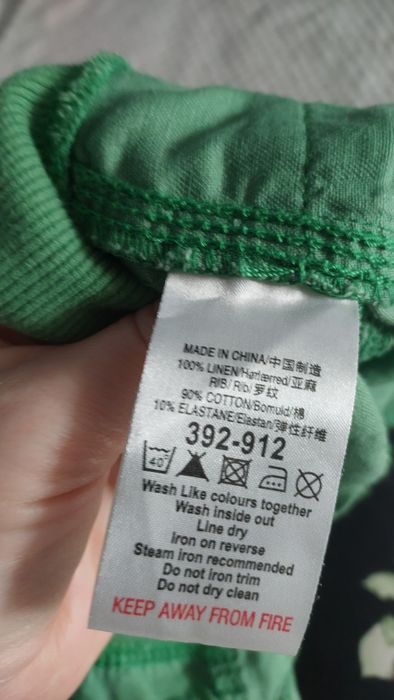 MADE IN CHINA/中国制造
100% LINEN/Hørlærred/亚麻
RIB/Rib/罗纹
90% COTTON/Bomuld/棉
10% ELASTANE/Elastan/弹性纤维
392-912
40°
Wash Like colours together
Wash inside out
Line dry
Iron on reverse
Steam iron recommended
Do not iron trim
Do not dry clean
KEEP AWAY FROM FIRE